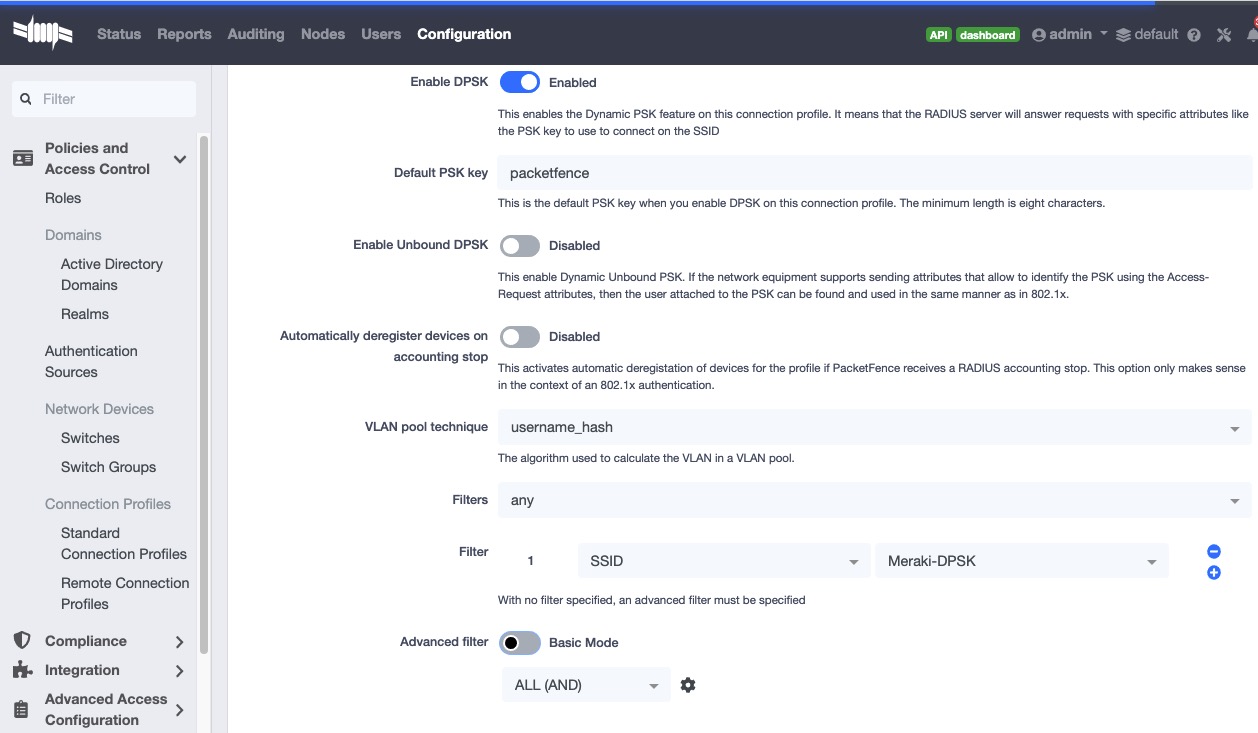 Status Reports Auditing Nodes Users Configuration API dashboard admin default
Filter
Policies and
Access Control
Roles
Domains
Active Directory
Domains
Realms
Authentication
Sources
Network Devices
Switches
Switch Groups
Connection Profiles
Standard
Connection Profiles
Remote Connection
Profiles
Compliance
Integration
Advanced Access
Configuration
Enable DPSK Enabled
This enables the Dynamic PSK feature on this connection profile. It means that the RADIUS server will answer requests with specific attributes like
the PSK key to use to connect on the SSID
Default PSK key packetfence
This is the default PSK key when you enable DPSK on this connection profile. The minimum length is eight characters.
Enable Unbound DPSK Disabled
This enable Dynamic Unbound PSK. If the network equipment supports sending attributes that allow to identify the PSK using the Access-
Request attributes, then the user attached to the PSK can be found and used in the same manner as in 802.1x.
Automatically deregister devices on
accounting stop
Disabled
This activates automatic deregistation of devices for the profile if PacketFence receives a RADIUS accounting stop. This option only makes sense
in the context of an 802.1x authentication.
VLAN pool technique username_hash
The algorithm used to calculate the VLAN in a VLAN pool.
Filters any
Filter 1 SSID Meraki-DPSK
With no filter specified, an advanced filter must be specified
Advanced filter Basic Mode
ALL (AND)